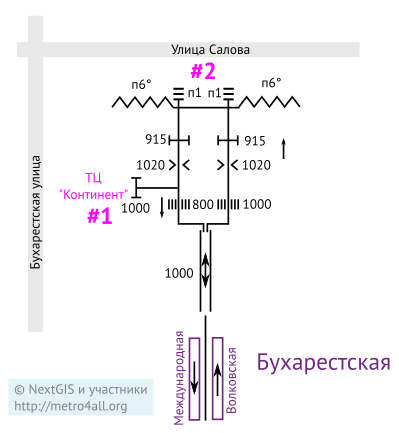 Улица Салова
#2
п6°
п1
п1
п6°
915
915
1020
1020
ТЦ
"Континент"
1000
#1
800
1000
Бухарестская улица
1000
Международная
Волковская
Бухарестская
© NextGIS и участники
http://metro4all.org